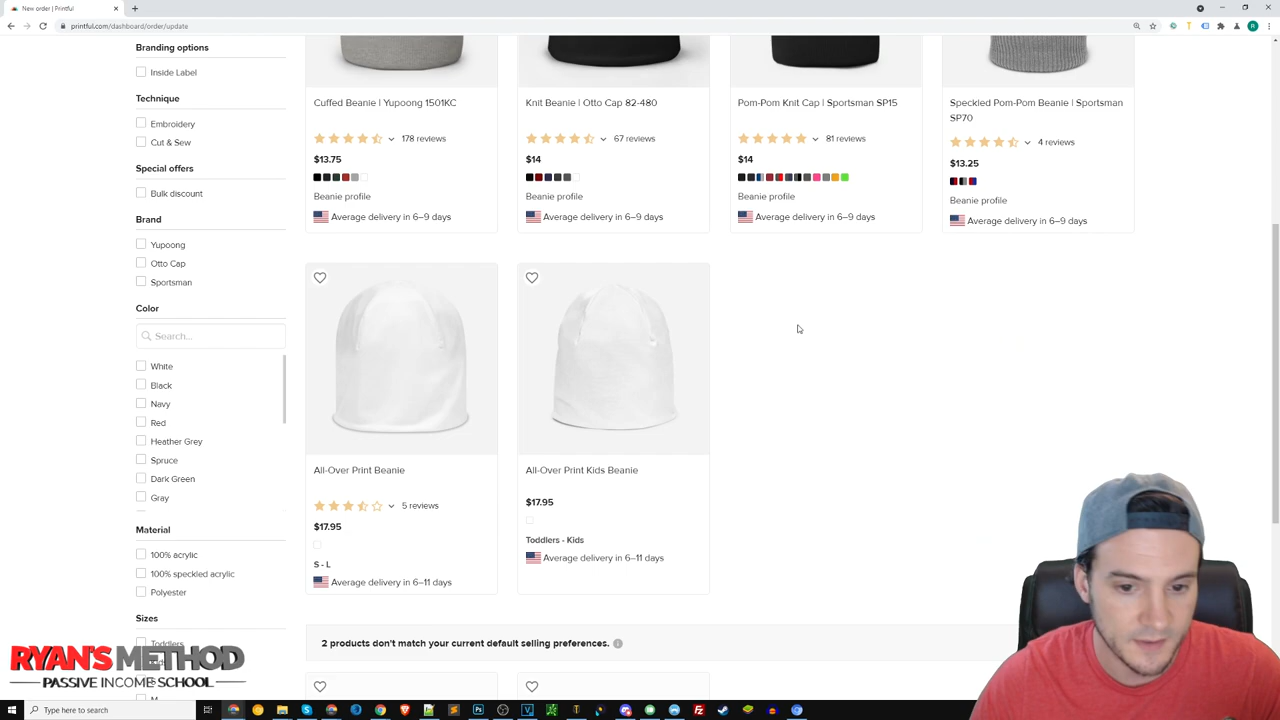 New order | Printful
printful.com/dashboard/order/update
Branding options
Inside Label
Technique
Embroidery
Cut & Sew
Special offers
Bulk discount
Brand
Yupoong
Otto Cap
Sportsman
Color
Search...
White
Black
Navy
Red
Heather Grey
Spruce
Dark Green
Gray
Material
100% acrylic
100% speckled acrylic
Polyester
Sizes
Toddlers
Cuffed Beanie | Yupoong 1501KC
178 reviews
$13.75
Beanie profile
Average delivery in 6–9 days
Knit Beanie | Otto Cap 82-480
67 reviews
$14
Beanie profile
Average delivery in 6–9 days
Pom-Pom Knit Cap | Sportsman SP15
81 reviews
$14
Beanie profile
Average delivery in 6–9 days
Speckled Pom-Pom Beanie | Sportsman
SP70
4 reviews
$13.25
Beanie profile
Average delivery in 6–9 days
All-Over Print Beanie
5 reviews
$17.95
S - L
Average delivery in 6–11 days
All-Over Print Kids Beanie
$17.95
Toddlers - Kids
Average delivery in 6–11 days
2 products don't match your current default selling preferences.
RYAN'S METHOD
PASSIVE INCOME SCHOOL
Type here to search